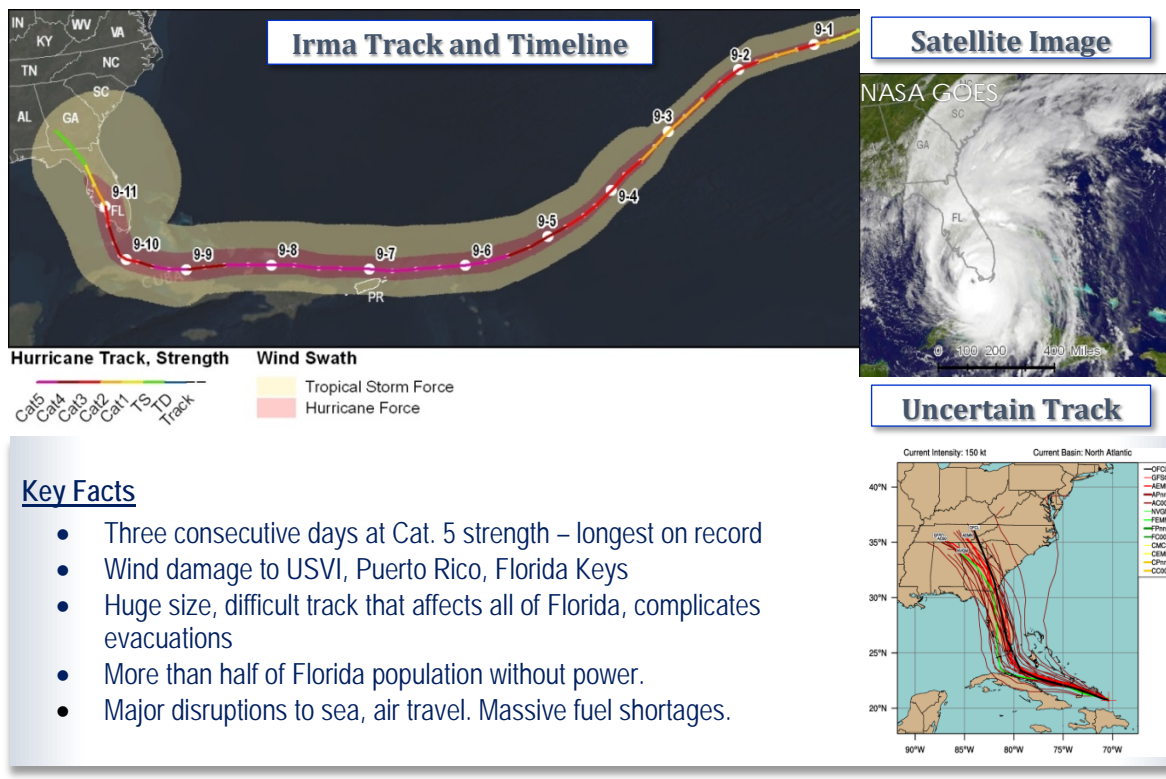 Irma Track and Timeline
IN
WV
VA
KY
NC
TN
SC
AL
GA
FL
CUBA
PR
9-1
9-2
9-3
9-4
9-5
9-6
9-7
9-8
9-9
9-10
9-11
Hurricane Track, Strength
Cat5
Cat4
Cat3
Cat2
Cat1
TS
TD
Track
Wind Swath
Tropical Storm Force
Hurricane Force
Satellite Image
NASA GOES
SC
GA
FL
0 100 200 400 Miles
Uncertain Track
Current Intensity: 150 kt Current Basin: North Atlantic
40°N
35°N
30°N
25°N
20°N
90°W 85°W 80°W 75°W 70°W
OFCL
AEM
NVG
CMC
Key Facts
• Three consecutive days at Cat. 5 strength – longest on record
• Wind damage to USVI, Puerto Rico, Florida Keys
• Huge size, difficult track that affects all of Florida, complicates
evacuations
• More than half of Florida population without power.
• Major disruptions to sea, air travel. Massive fuel shortages.